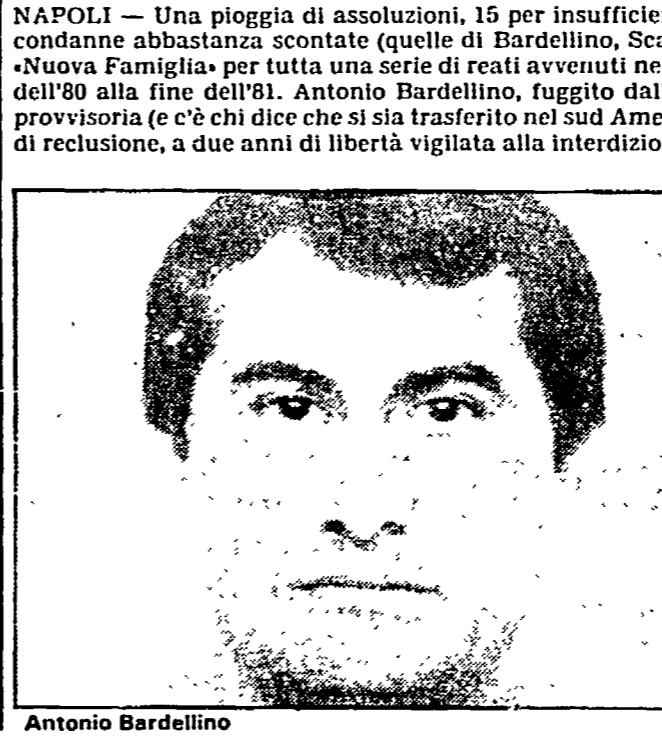 NAPOLI — Una pioggia di assoluzioni, 15 per insufficie
condanne abbastanza scontate (quelle di Bardellino, Sca
«Nuova Famiglia» per tutta una serie di reati avvenuti ne
dell'80 alla fine dell'81. Antonio Bardellino, fuggito dal
provvisoria (e c'è chi dice che si sia trasferito nel sud Ame
di reclusione, a due anni di libertà vigilata alla interdizio
Antonio Bardellino